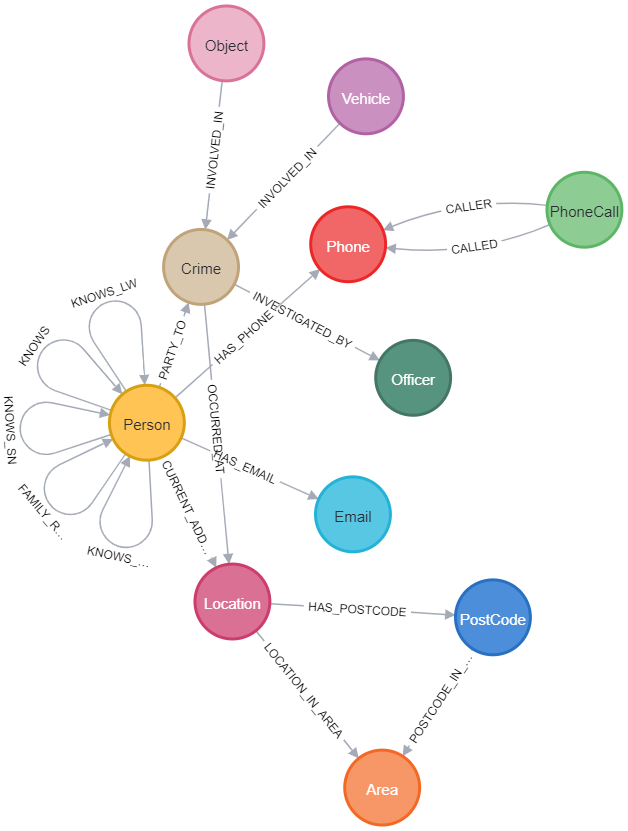 Object
Vehicle
INVOLVED_IN
INVOLVED_IN
PhoneCall
CALLER
CALLED
Phone
Crime
KNOWS_LW
INVESTIGATED_BY
HAS_PHONE
PARTY_TO
KNOWS
Officer
OCCURRED_AT
Person
KNOWS_SN
HAS_EMAIL
FAMILY_R...
CURRENT_ADD...
KNOWS_...
Email
Location
HAS_POSTCODE
PostCode
LOCATION_IN_AREA
POSTCODE_IN_...
Area